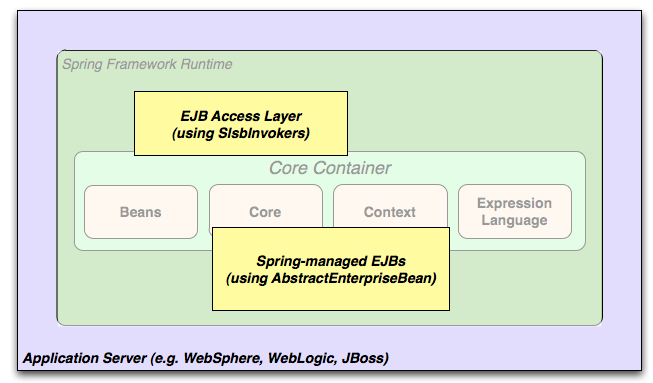 Spring Framework Runtime
EJB Access Layer
(using SlsbInvokers)
Core Container
Beans
Core
Context
Expression
Language
Spring-managed EJBs
(using AbstractEnterpriseBean)
Application Server (e.g. WebSphere, WebLogic, JBoss)